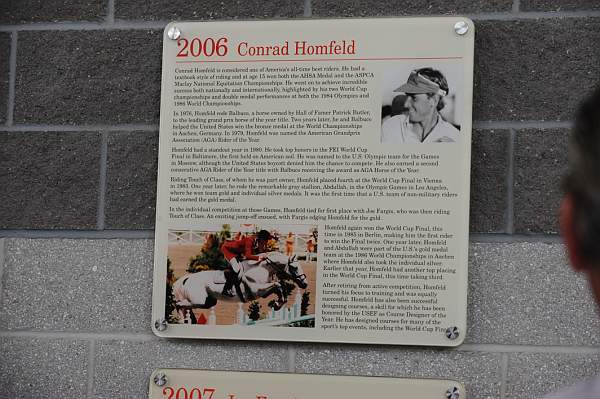 2006 Conrad Homfeld
Conrad Homfeld is considered one of America's all-time best riders. He had a
textbook style of riding and at age 15 won both the AHSA Medal and the ASPCA
Maclay National Equitation Championships. He went on to achieve incredible
success both nationally and internationally, highlighted by his two World Cup
championships and double medal performances at both the 1984 Olympics and
1986 World Championships.
In 1976, Homfeld rode Balbuco, a horse owned by Hall of Famer Patrick Butler,
to the leading grand prix horse of the year title. Two years later, he and Balbuco
helped the United States win the bronze medal at the World Championships
in Aachen, Germany. In 1979, Homfeld was named the American Grandprix
Association (AGA) Rider of the Year.
Homfeld had a standout year in 1980. He took top honors in the FEI World Cup
Final in Baltimore, the first held on American soil. He was named to the U.S. Olympic team for the Games
in Moscow, although the United States boycott denied him the chance to compete. He also earned a second
consecutive AGA Rider of the Year title with Balbuco receiving the award as AGA Horse of the Year.
Riding Touch of Class, of whom he was part owner, Homfeld placed fourth at the World Cup Final in Vienna
in 1983. One year later, he rode the remarkable gray stallion, Abdullah, in the Olympic Games in Los Angeles,
where he won team gold and individual silver medals. It was the first time that a U.S. team of non-military riders
had earned the gold medal.
In the individual competition at those Games, Homfeld tied for first place with Joe Fargis, who was then riding
Touch of Class. An exciting jump-off ensued, with Fargis edging Homfeld for the gold.
Homfeld again won the World Cup Final, this
time in 1985 in Berlin, making him the first rider
to win the Final twice. One year later, Homfeld
and Abdullah were part of the U.S.'s gold medal
team at the 1986 World Championships in Aachen
where Homfeld also took the individual silver.
Earlier that year, Homfeld had another top placing
in the World Cup Final, this time taking third.
After retiring from active competition, Homfeld
turned his focus to training and was equally
successful. Homfeld has also been successful
designing courses, a skill for which he has been
honored by the USEF as Course Designer of the
Year. He has designed courses for many of the
sport's top events, including the World Cup Final
2007